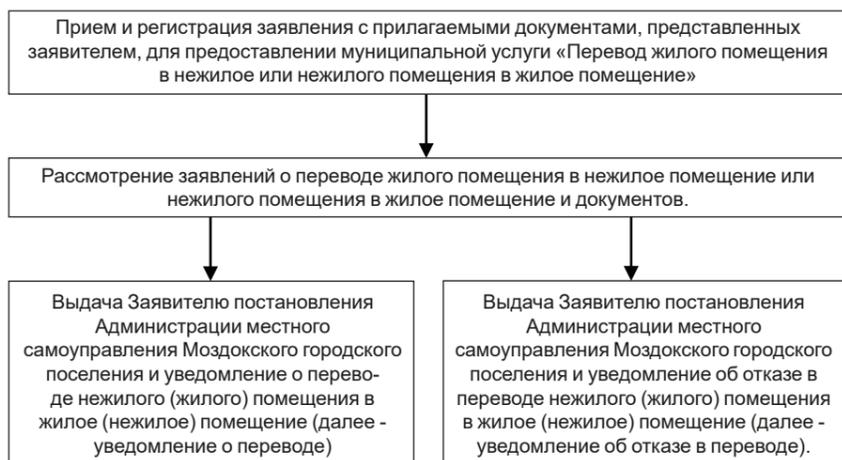 Прием и регистрация заявления с прилагаемыми документами, представленных
заявителем, для предоставлении муниципальной услуги «Перевод жилого помещения
в нежилое или нежилого помещения в жилое помещение»
Рассмотрение заявлений о переводе жилого помещения в нежилое помещение или
нежилого помещения в жилое помещение и документов.
Выдача Заявителю постановления
Администрации местного
самоуправления Моздокского городского
поселения и уведомление о перево-
де нежилого (жилого) помещения в
жилое (нежилое) помещение (далее -
уведомление о переводе)
Выдача Заявителю постановления
Администрации местного
самоуправления Моздокского городского
поселения и уведомление об отказе в
переводе нежилого (жилого) помещения
в жилое (нежилое) помещение (далее -
уведомление об отказе в переводе).